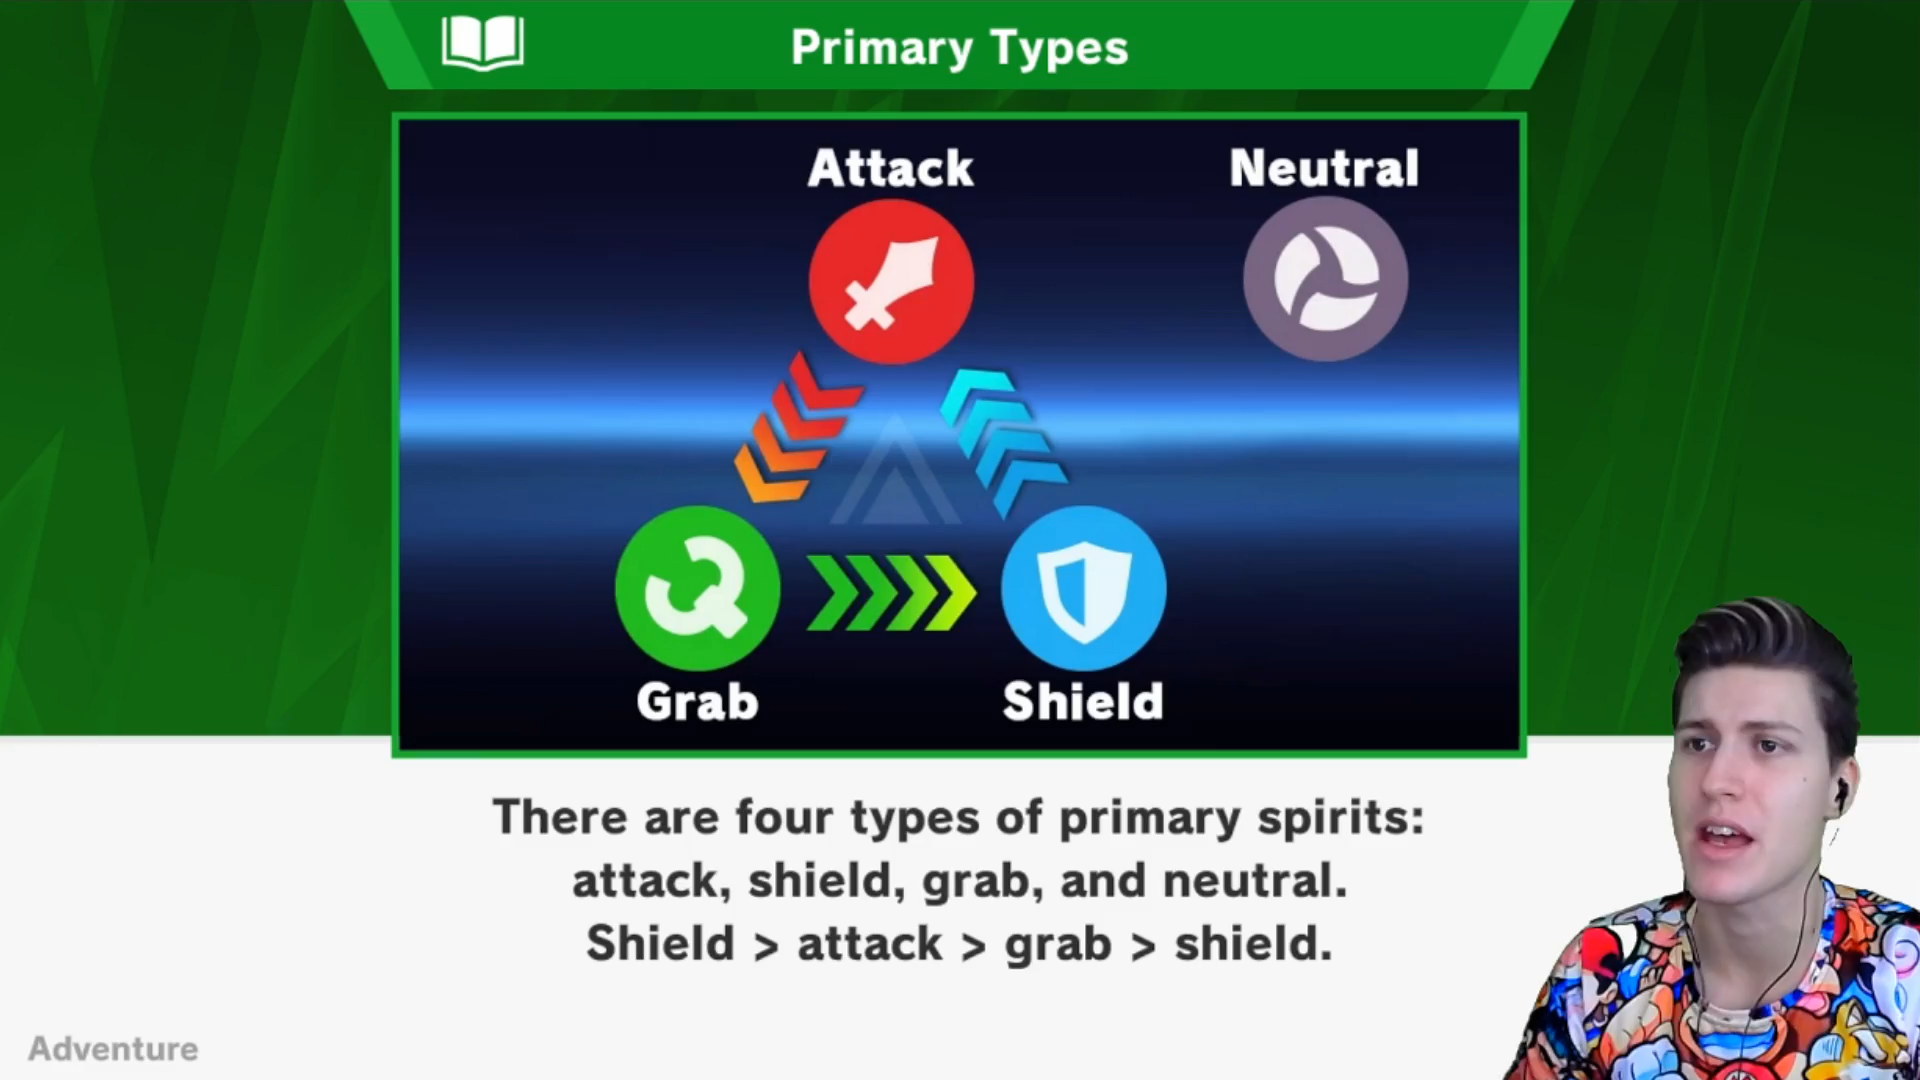 Primary Types
Attack
Neutral
Grab
Shield
There are four types of primary spirits:
attack, shield, grab, and neutral.
Shield > attack > grab > shield.
Adventure